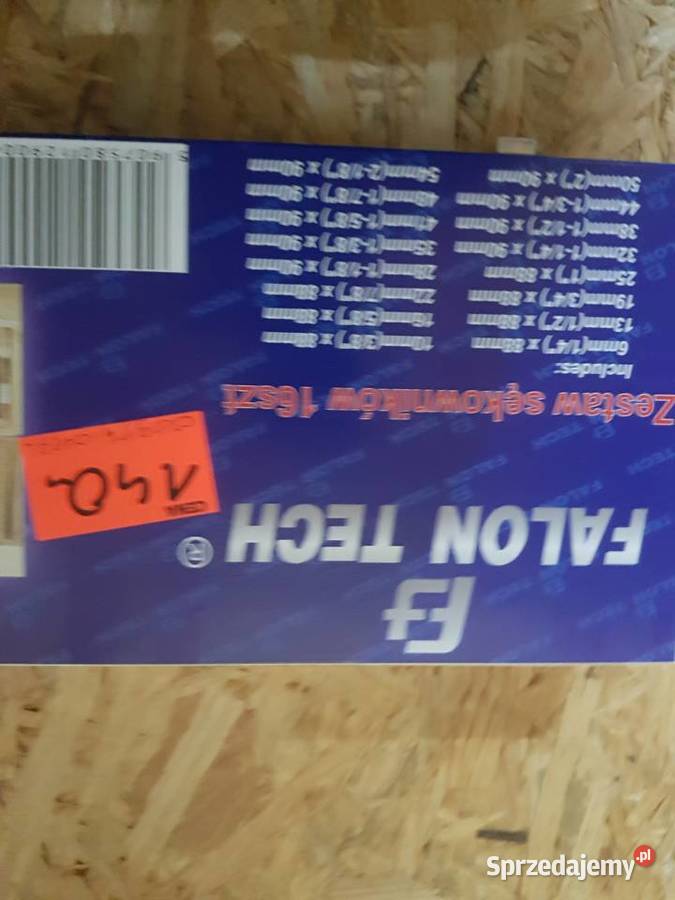 FALON TECH®
CENA
140,-
Zestaw sękowników 16szt
Includes:
6mm(1/4") x 88mm 10mm(3/8") x 88mm
13mm(1/2") x 88mm 16mm(5/8") x 88mm
19mm(3/4") x 88mm 22mm(7/8") x 88mm
25mm(1") x 88mm 28mm(1-1/8") x 90mm
32mm(1-1/4") x 90mm 35mm(1-3/8") x 90mm
38mm(1-1/2") x 90mm 41mm(1-5/8") x 90mm
44mm(1-3/4") x 90mm 48mm(1-7/8") x 90mm
50mm(2") x 90mm 54mm(2-1/8") x 90mm
Sprzedajemy.pl